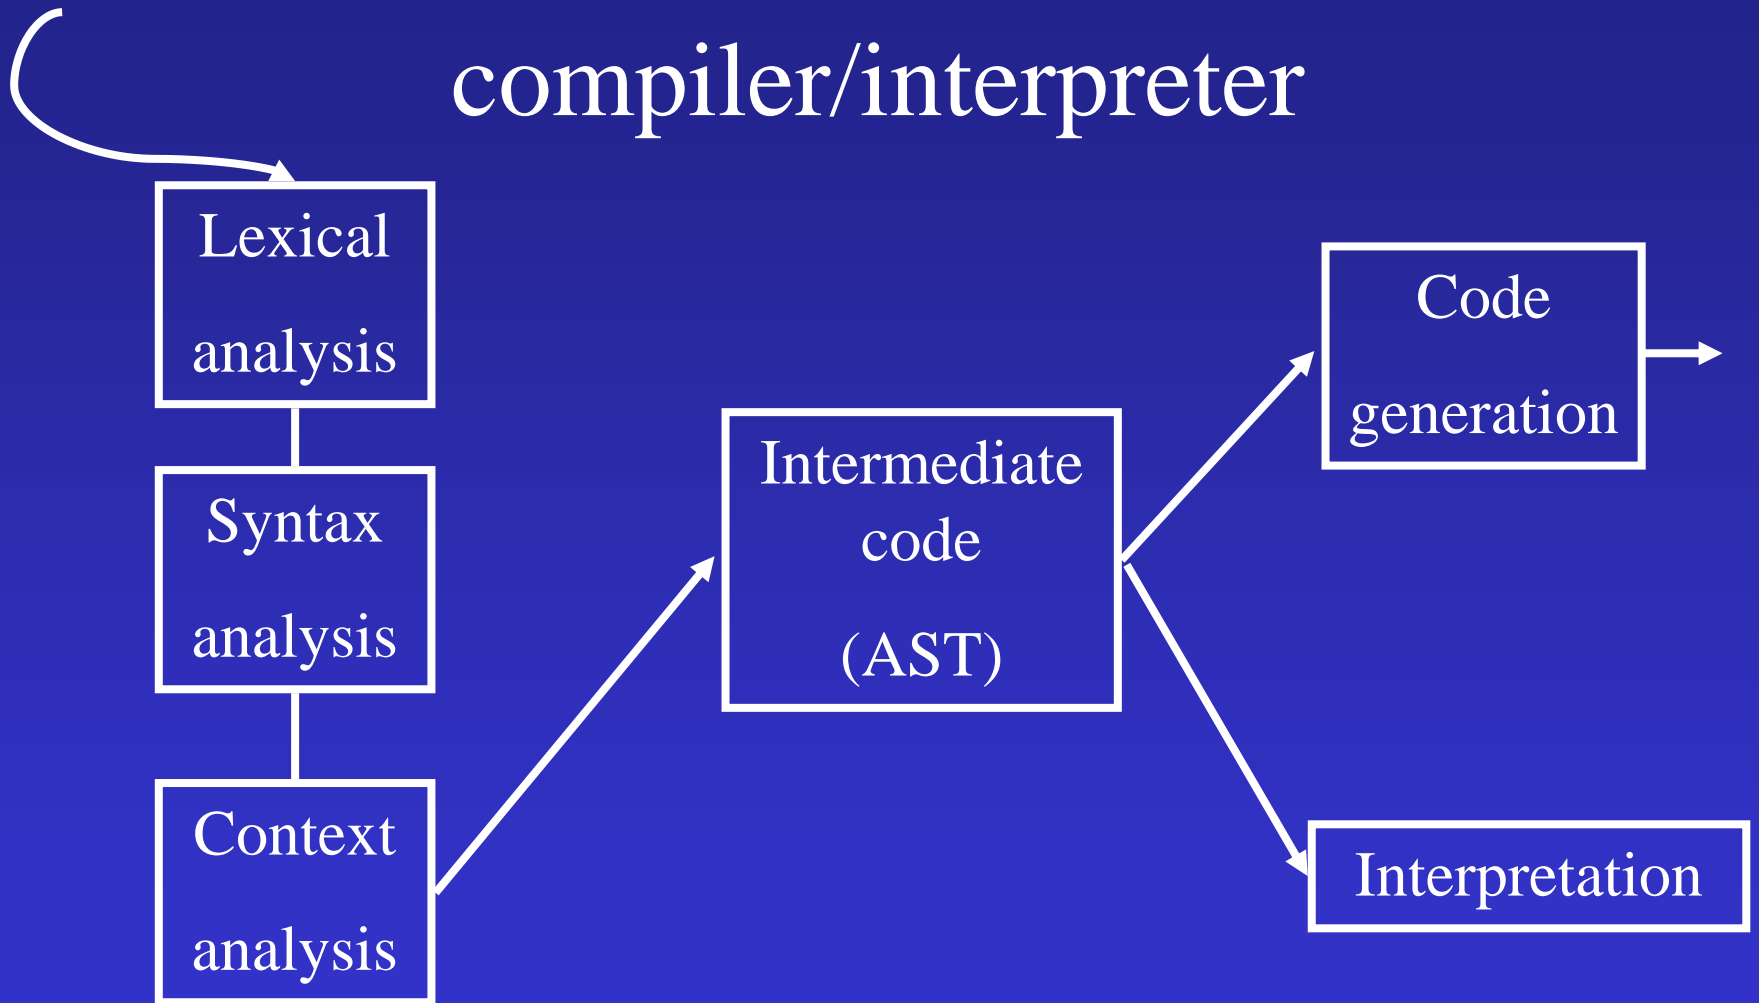 compiler/interpreter
Lexical
analysis
Syntax
analysis
Context
analysis
Intermediate
code
(AST)
Code
generation
Interpretation